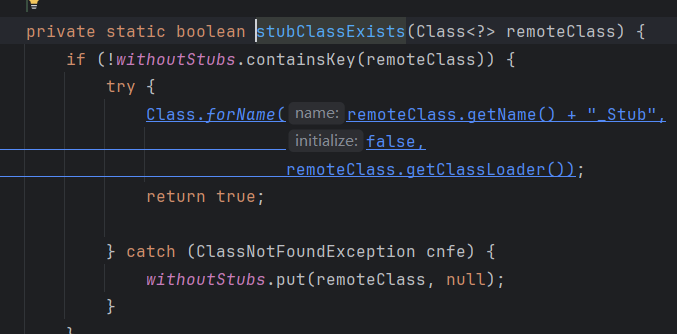 private static boolean stubClassExists(Class<?> remoteClass) {
if (!withoutStubs.containsKey(remoteClass)) {
try {
Class.forName( name: remoteClass.getName() + "_Stub",
initialize: false,
remoteClass.getClassLoader());
return true;
} catch (ClassNotFoundException cnfe) {
withoutStubs.put(remoteClass, null);
}
}